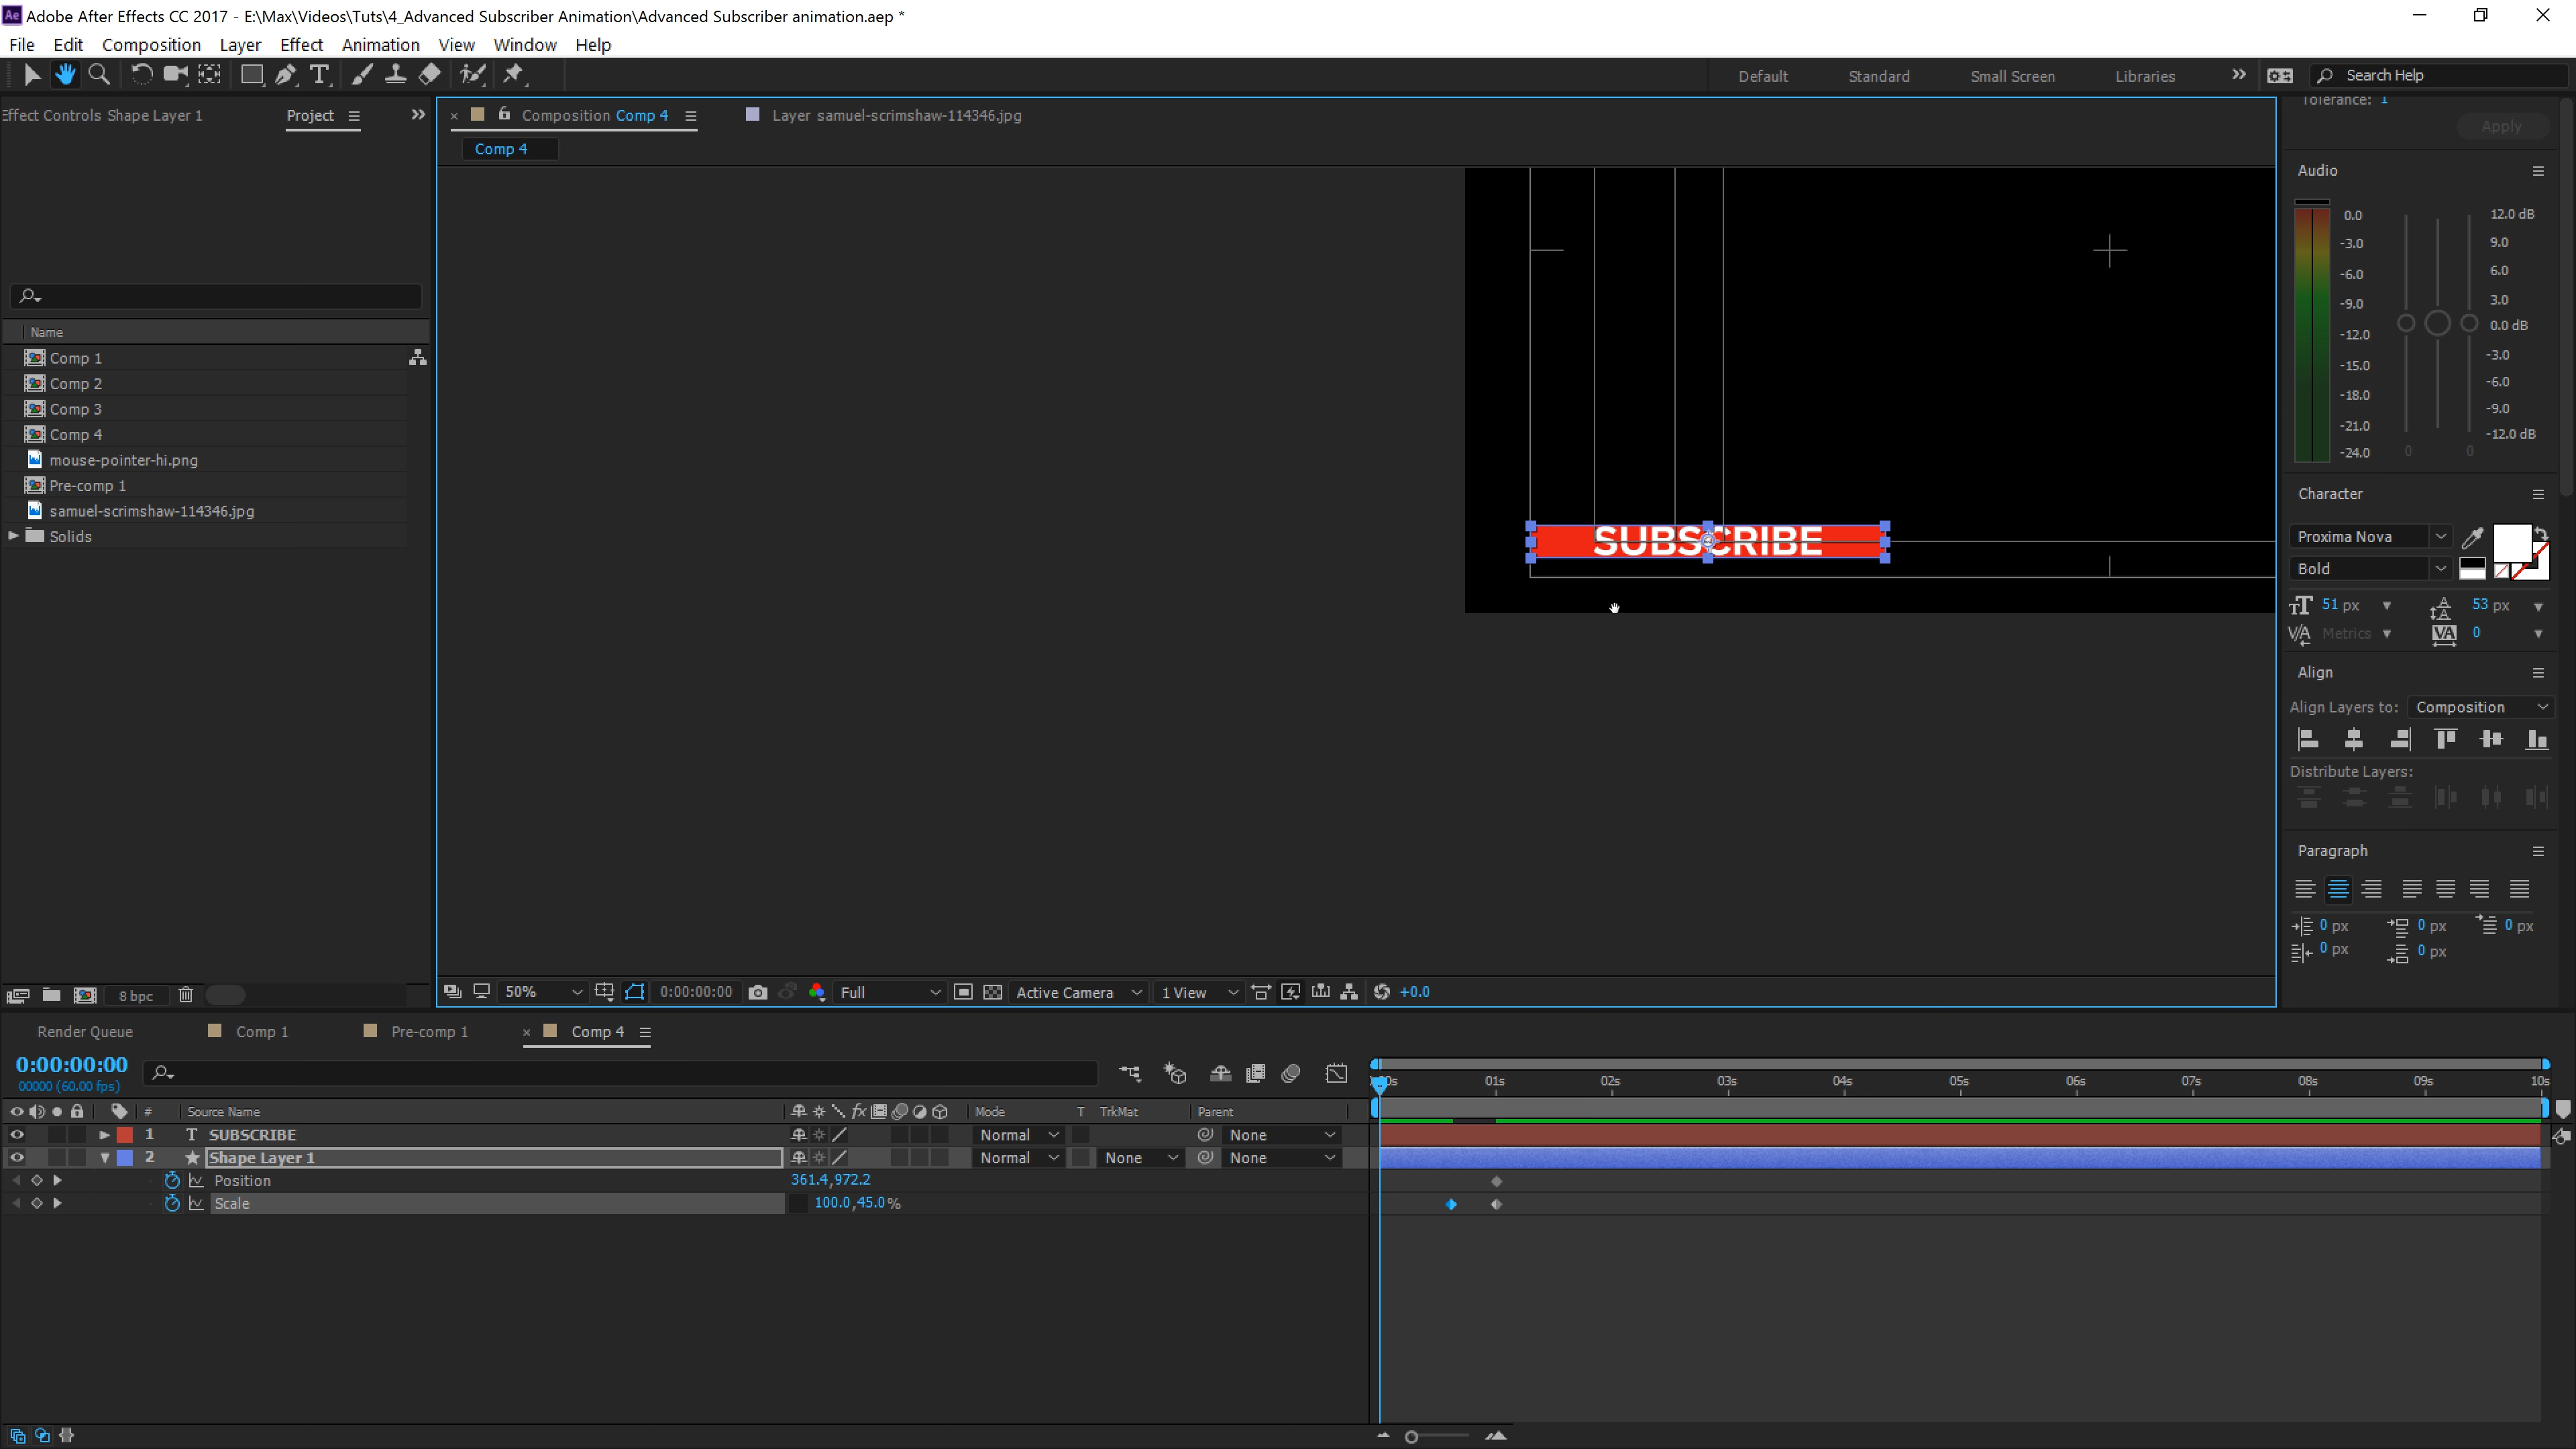 Adobe After Effects CC 2017 - E:\Max\Videos\Tuts\4_Advanced Subscriber Animation\Advanced Subscriber animation.aep *
File Edit Composition Layer Effect Animation View Window Help
Default Standard Small Screen Libraries Search Help
Effect Controls Shape Layer 1 Project
Composition Comp 4 Layer samuel-scrimshaw-114346.jpg
Comp 4
Tolerance: 1
Apply
Name
Comp 1
Comp 2
Comp 3
Comp 4
mouse-pointer-hi.png
Pre-comp 1
samuel-scrimshaw-114346.jpg
Solids
SUBSCRIBE
Audio
0.0 12.0 dB
-3.0 9.0
-6.0 6.0
-9.0 3.0
-12.0 0.0 dB
-15.0 -3.0
-18.0 -6.0
-21.0 -9.0
-24.0 -12.0 dB
0 0
Character
Proxima Nova
Bold
51 px 53 px
Metrics 0
Align
Align Layers to: Composition
Distribute Layers:
Paragraph
0 px 0 px 0 px
0 px 0 px
8 bpc
50% 0:00:00:00 Full Active Camera 1 View +0.0
Render Queue Comp 1 Pre-comp 1 Comp 4
0:00:00:00
00000 (60.00 fps)
01s 02s 03s 04s 05s 06s 07s 08s 09s 10s
# Source Name Mode T TrkMat Parent
1 T SUBSCRIBE Normal None
2 Shape Layer 1 Normal None None
Position 361.4,972.2
Scale 100.0,45.0%